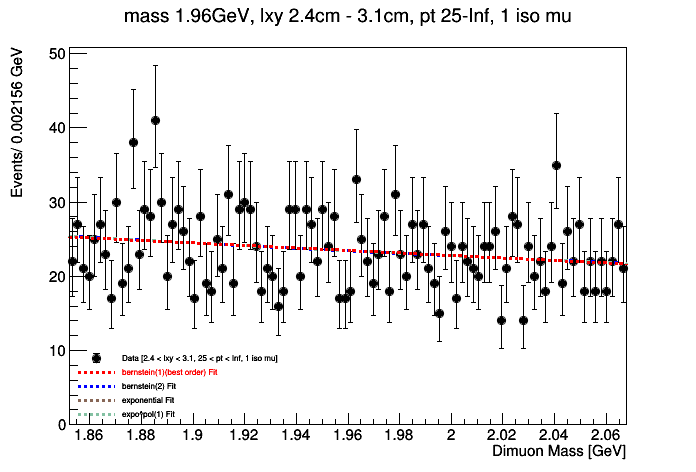 mass 1.96GeV, lxy 2.4cm - 3.1cm, pt 25-Inf, 1 iso mu
Events/ 0.002156 GeV
50
40
30
20
10
0
Data [2.4 < lxy < 3.1, 25 < pt < Inf, 1 iso mu]
bernstein(1)(best order) Fit
bernstein(2) Fit
exponential Fit
expo*pol(1) Fit
1.86 1.88 1.9 1.92 1.94 1.96 1.98 2 2.02 2.04 2.06
Dimuon Mass [GeV]